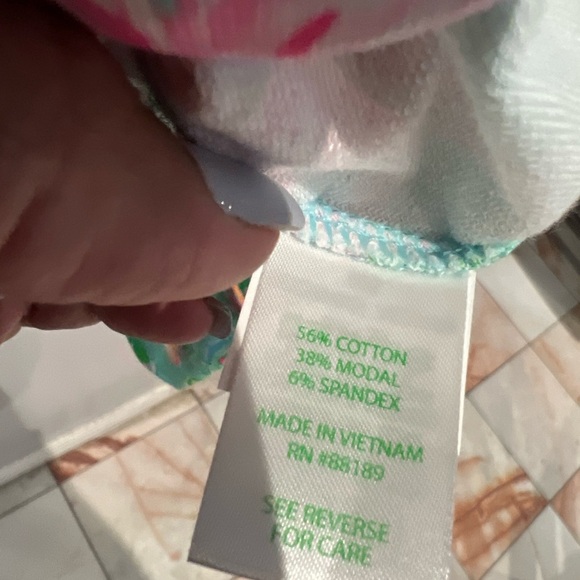 56% COTTON
38% MODAL
6% SPANDEX
MADE IN VIETNAM
RN #88189
SEE REVERSE
FOR CARE